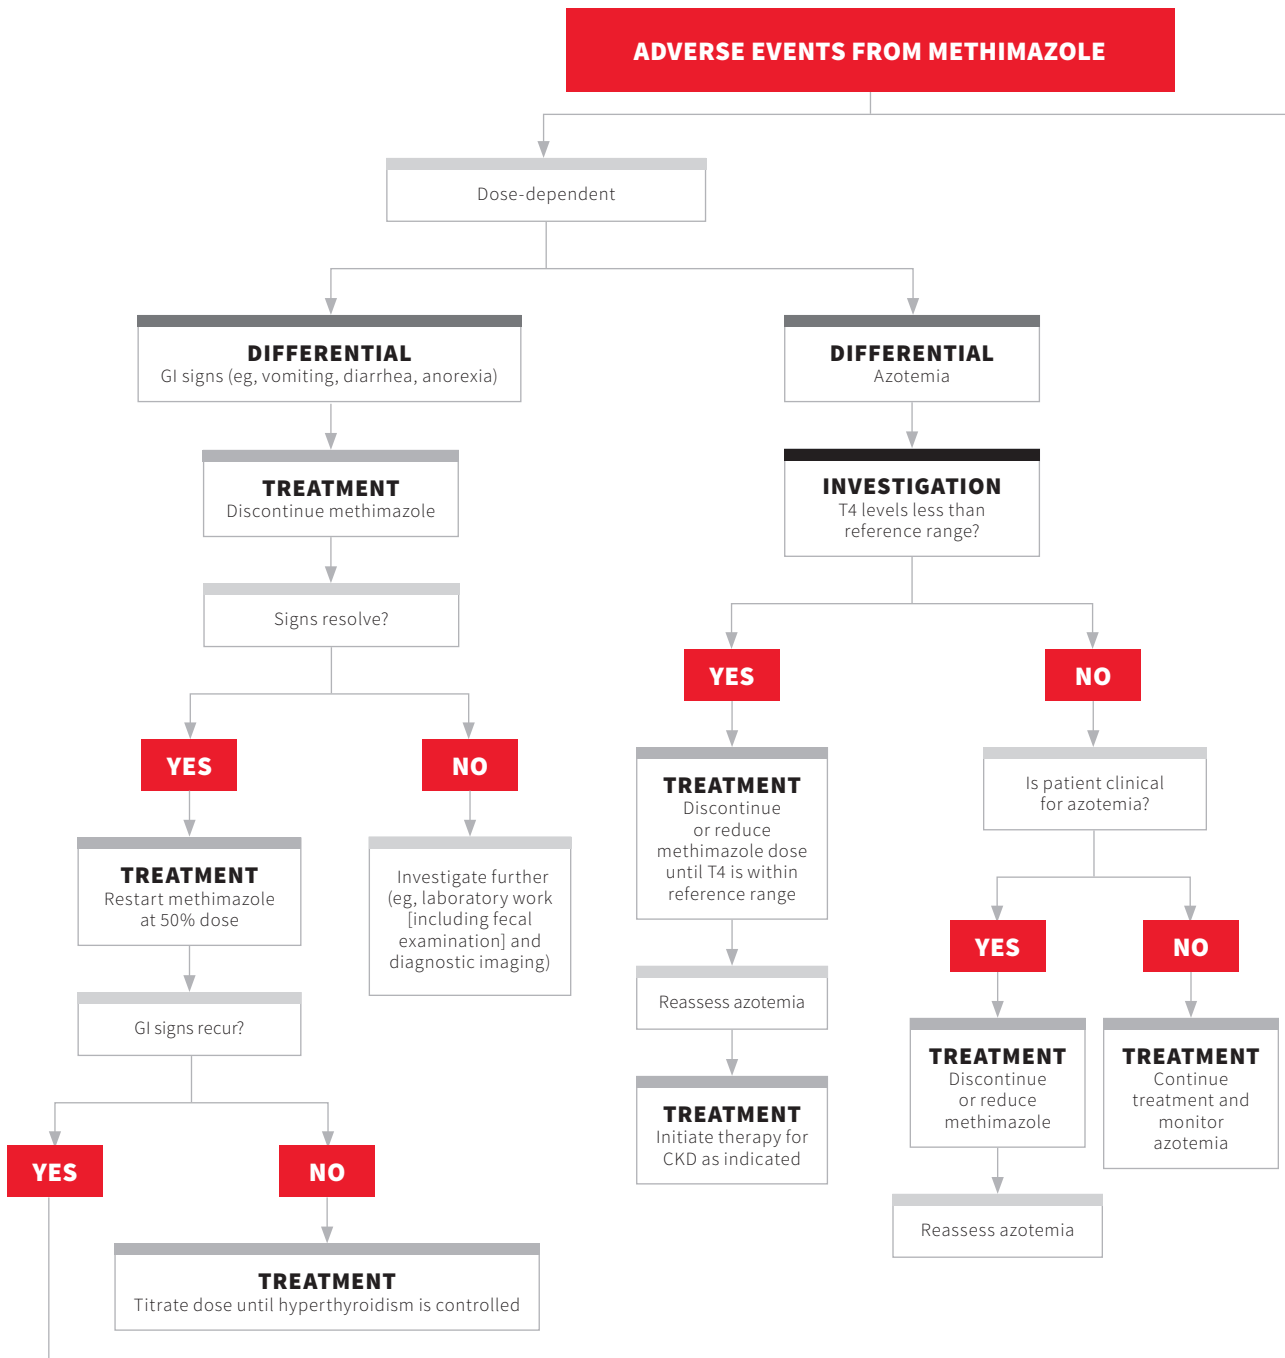 ADVERSE EVENTS FROM METHIMAZOLE
Dose-dependent
DIFFERENTIAL
GI signs (eg, vomiting, diarrhea, anorexia)
TREATMENT
Discontinue methimazole
Signs resolve?
YES
NO
TREATMENT
Restart methimazole
at 50% dose
Investigate further
(eg, laboratory work
[including fecal
examination] and
diagnostic imaging)
GI signs recur?
YES
NO
TREATMENT
Titrate dose until hyperthyroidism is controlled
DIFFERENTIAL
Azotemia
INVESTIGATION
T4 levels less than
reference range?
YES
NO
TREATMENT
Discontinue
or reduce
methimazole dose
until T4 is within
reference range
Reassess azotemia
TREATMENT
Initiate therapy for
CKD as indicated
Is patient clinical
for azotemia?
YES
NO
TREATMENT
Discontinue
or reduce
methimazole
Reassess azotemia
TREATMENT
Continue
treatment and
monitor
azotemia